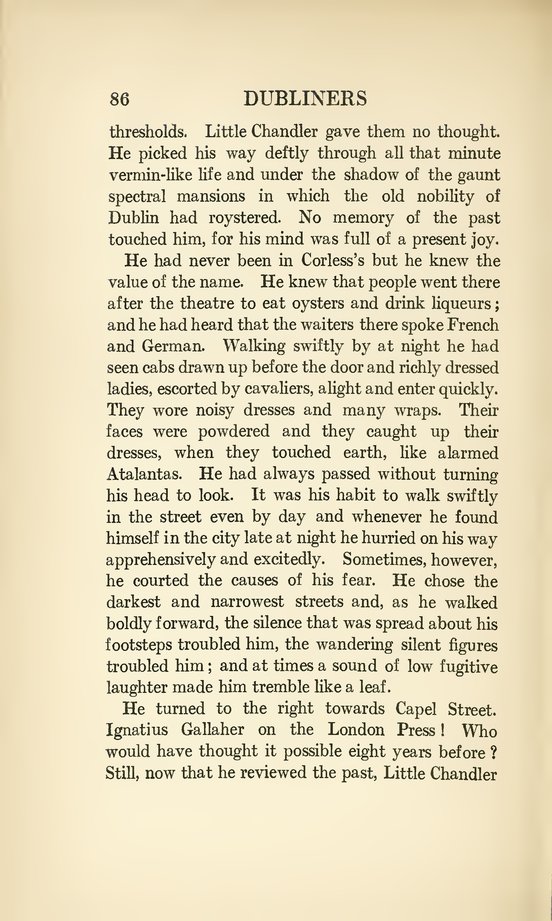 86 DUBLINERS
thresholds. Little Chandler gave them no thought.
He picked his way deftly through all that minute
vermin-like life and under the shadow of the gaunt
spectral mansions in which the old nobility of
Dublin had roystered. No memory of the past
touched him, for his mind was full of a present joy.
He had never been in Corless's but he knew the
value of the name. He knew that people went there
after the theatre to eat oysters and drink liqueurs;
and he had heard that the waiters there spoke French
and German. Walking swiftly by at night he had
seen cabs drawn up before the door and richly dressed
ladies, escorted by cavaliers, alight and enter quickly.
They wore noisy dresses and many wraps. Their
faces were powdered and they caught up their
dresses, when they touched earth, like alarmed
Atalantas. He had always passed without turning
his head to look. It was his habit to walk swiftly
in the street even by day and whenever he found
himself in the city late at night he hurried on his way
apprehensively and excitedly. Sometimes, however,
he courted the causes of his fear. He chose the
darkest and narrowest streets and, as he walked
boldly forward, the silence that was spread about his
footsteps troubled him, the wandering silent figures
troubled him; and at times a sound of low fugitive
laughter made him tremble like a leaf.
He turned to the right towards Capel Street.
Ignatius Gallaher on the London Press! Who
would have thought it possible eight years before?
Still, now that he reviewed the past, Little Chandler